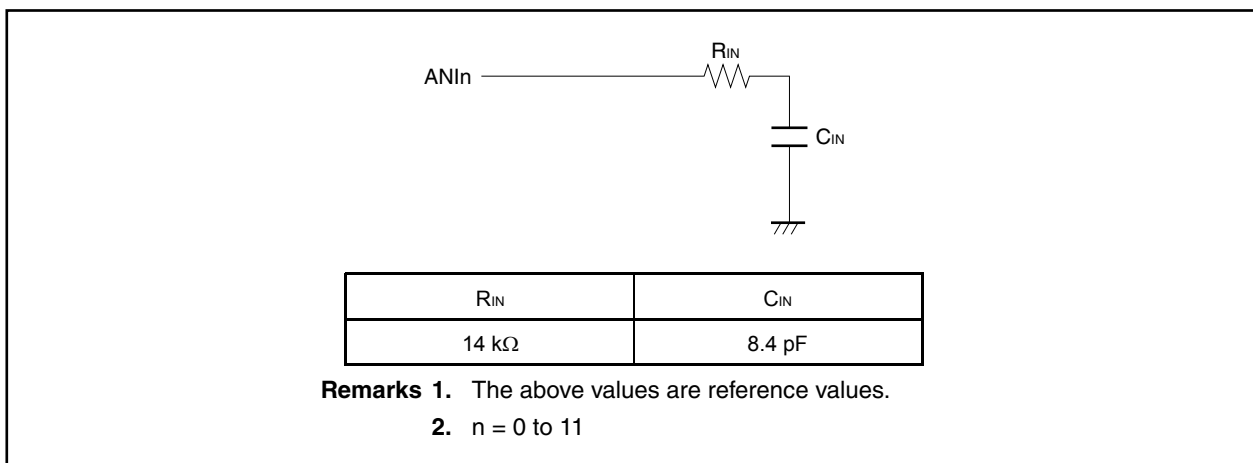 RIN
ANIn
CIN
RIN CIN
14 kΩ 8.4 pF
Remarks 1. The above values are reference values.
2. n = 0 to 11